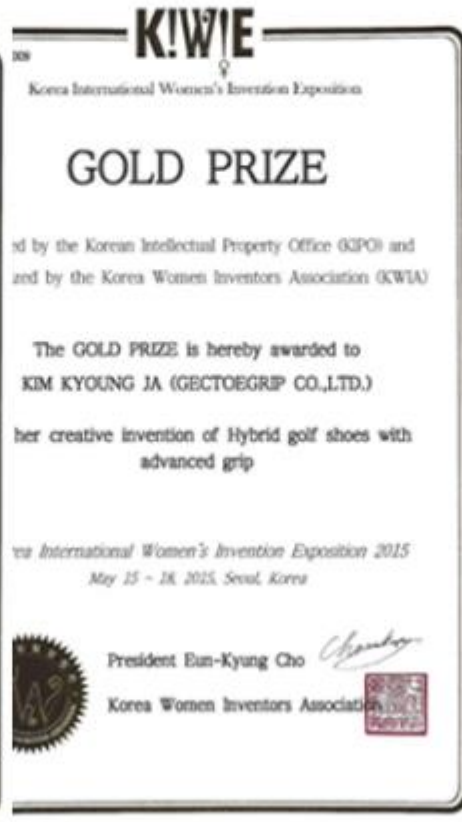 K!W!E
Korea International Women's Invention Exposition
GOLD PRIZE
ed by the Korean Intellectual Property Office (KIPO) and
zed by the Korea Women Inventors Association (KWIA)
The GOLD PRIZE is hereby awarded to
KIM KYOUNG JA (GECTOEGRIP CO.,LTD.)
her creative invention of Hybrid golf shoes with
advanced grip
rea International Women's Invention Exposition 2015
May 15 ~ 18, 2015, Seoul, Korea
President Eun-Kyung Cho
Korea Women Inventors Association